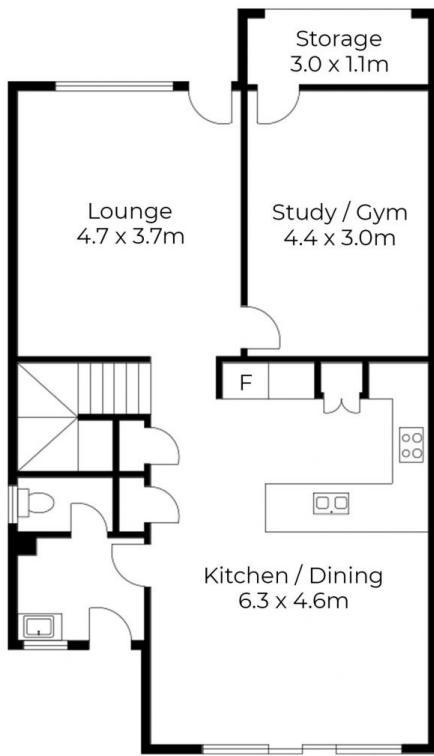 Storage
3.0 x 1.1m
Lounge
4.7 x 3.7m
Study / Gym
4.4 x 3.0m
F
Kitchen / Dining
6.3 x 4.6m